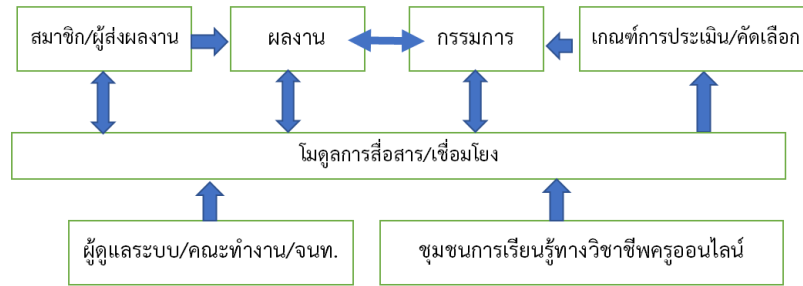 สมาชิก/ผู้ส่งผลงาน
ผลงาน
กรรมการ
เกณฑ์การประเมิน/คัดเลือก
โมดูลการสื่อสาร/เชื่อมโยง
ผู้ดูแลระบบ/คณะทำงาน/จนท.
ชุมชนการเรียนรู้ทางวิชาชีพครูออนไลน์